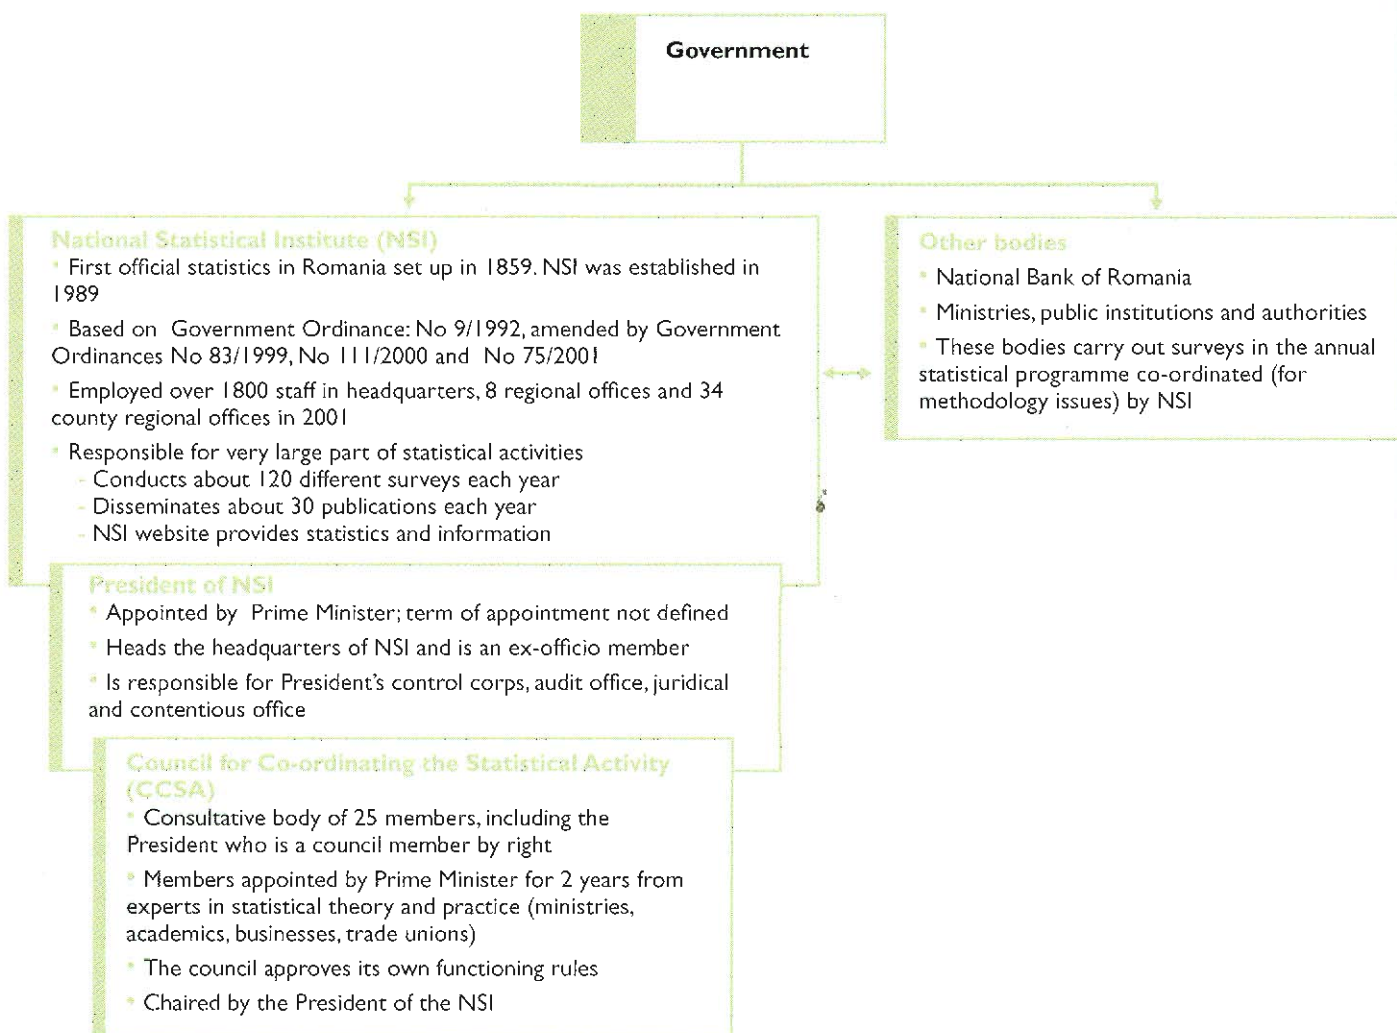 Government
National Statistical Institute (NSI)
• First official statistics in Romania set up in 1859. NSI was established in
1989
• Based on Government Ordinance: No 9/1992, amended by Government
Ordinances No 83/1999, No 111/2000 and No 75/2001
• Employed over 1800 staff in headquarters, 8 regional offices and 34
county regional offices in 2001
• Responsible for very large part of statistical activities
- Conducts about 120 different surveys each year
- Disseminates about 30 publications each year
- NSI website provides statistics and information
Other bodies
• National Bank of Romania
• Ministries, public institutions and authorities
• These bodies carry out surveys in the annual
statistical programme co-ordinated (for
methodology issues) by NSI
President of NSI
• Appointed by Prime Minister; term of appointment not defined
• Heads the headquarters of NSI and is an ex-officio member
• Is responsible for President's control corps, audit office, juridical
and contentious office
Council for Co-ordinating the Statistical Activity
(CCSA)
• Consultative body of 25 members, including the
President who is a council member by right
• Members appointed by Prime Minister for 2 years from
experts in statistical theory and practice (ministries,
academics, businesses, trade unions)
• The council approves its own functioning rules
• Chaired by the President of the NSI